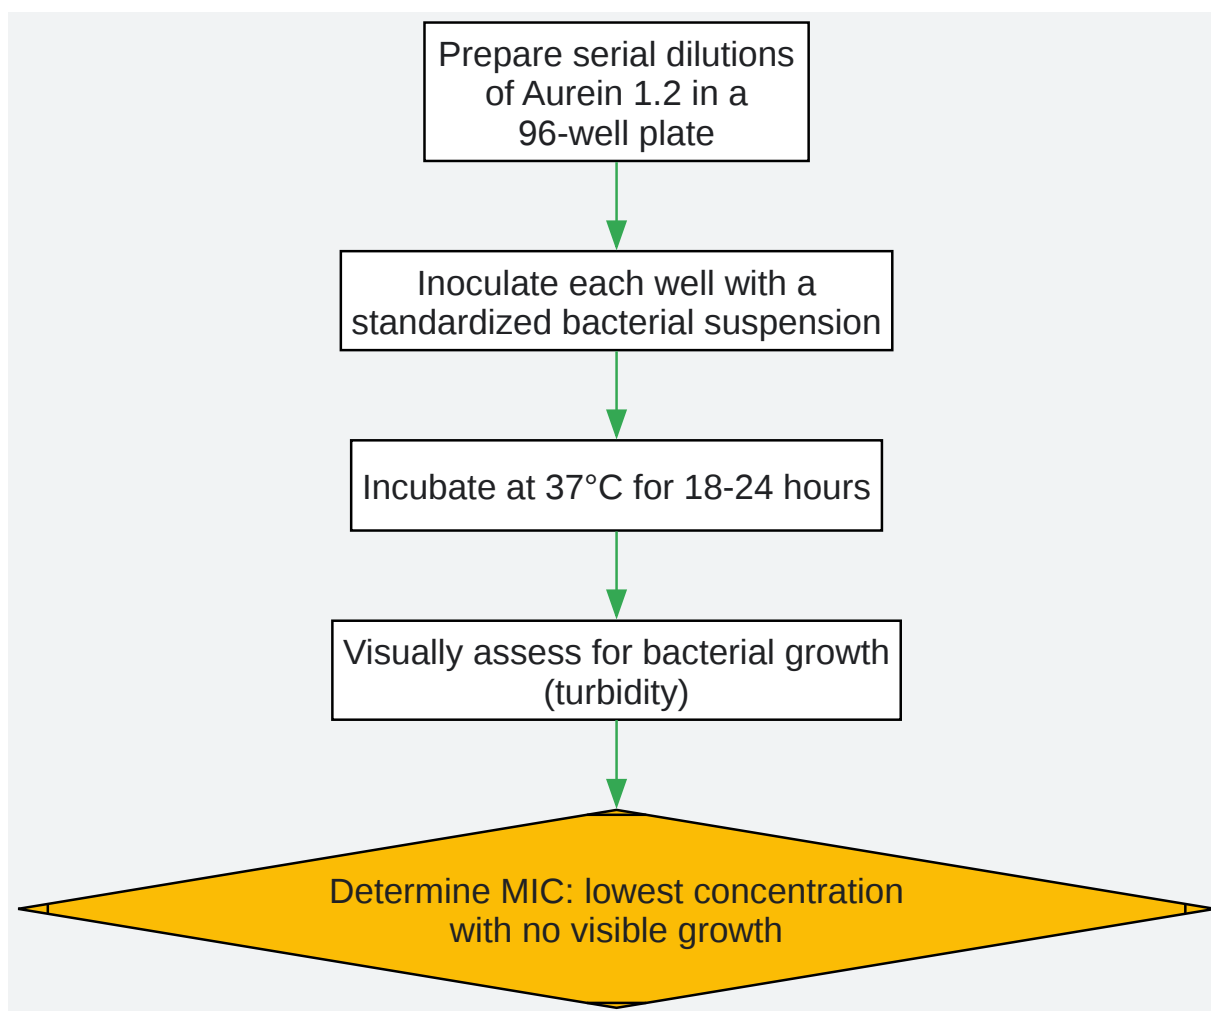 Prepare serial dilutions
of Aurein 1.2 in a
96-well plate
Inoculate each well with a
standardized bacterial suspension
Incubate at 37°C for 18-24 hours
Visually assess for bacterial growth
(turbidity)
Determine MIC: lowest concentration
with no visible growth